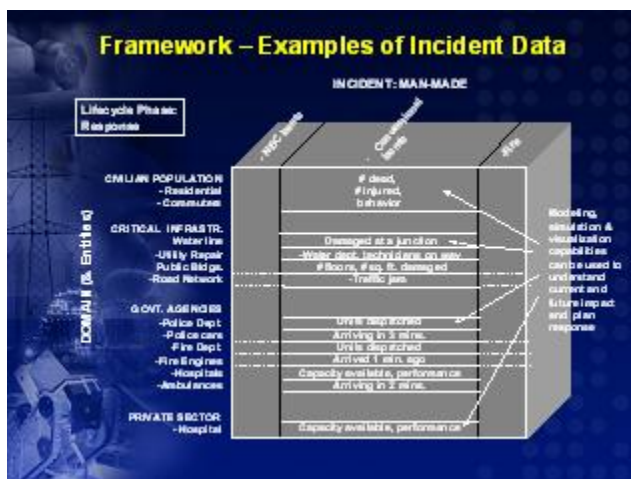 Framework – Examples of Incident Data
INCIDENT: MAN-MADE
Lifecycle Phase:
Response
- NBC bomb
- Conventional
bomb
-Fire
DOMAIN (& Entities)
CIVILIAN POPULATION
-Residential
-Commuters
# dead,
# injured,
behavior
CRITICAL INFRASTR.
Water line
-Utility Repair
Public Bldgs.
-Road Network
Damaged at a junction
-Water dept. technicians on way
# floors, # sq. ft. damaged
-Traffic jam
GOVT. AGENCIES
-Police Dept
-Police cars
-Fire Dept
-Fire Engines
-Hospitals
-Ambulances
Units dispatched
Arriving in 3 mins.
Units dispatched
Arrived 1 min. ago
Capacity available, performance
Arriving in 2 mins.
PRIVATE SECTOR
-Hospital
Capacity available, performance
Modeling,
simulation &
visualization
capabilities
can be used to
understand
current and
future impact
and plan
response